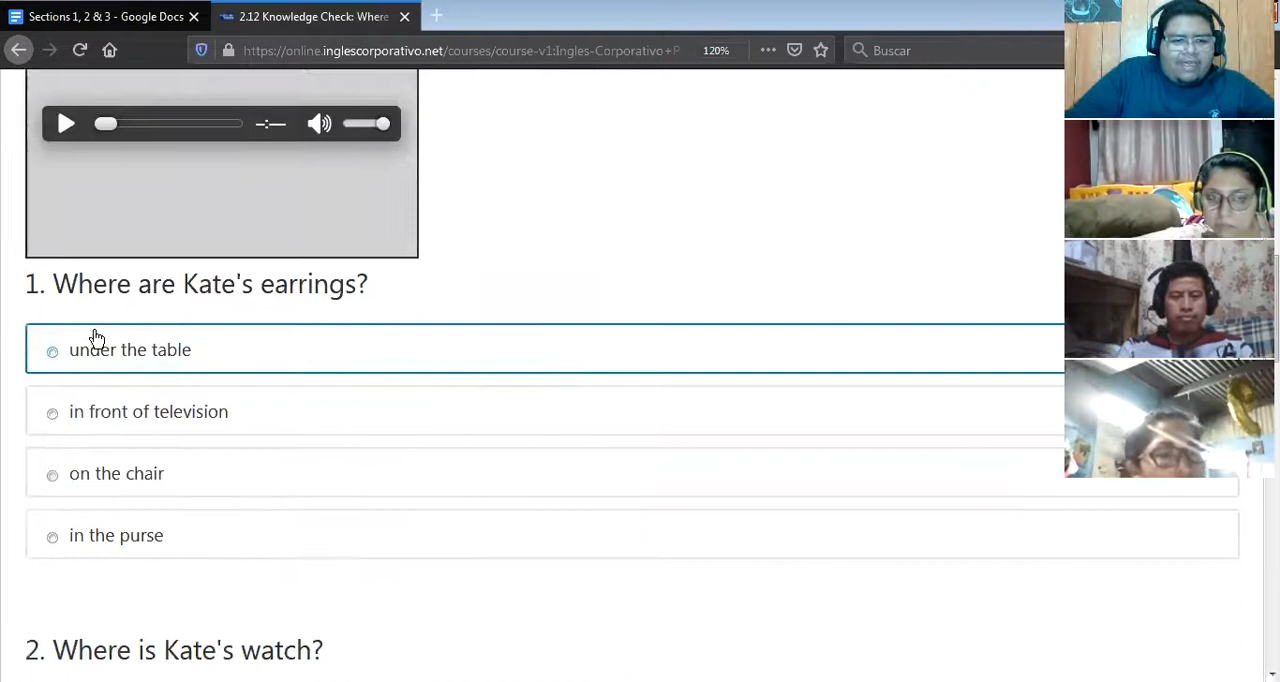 Sections 1, 2 & 3 - Google Docs
2.12 Knowledge Check: Where
https://online.inglescorporativo.net/courses/course-v1:Ingles-Corporativo+P
120%
Buscar
-:--
1. Where are Kate's earrings?
under the table
in front of television
on the chair
in the purse
2. Where is Kate's watch?